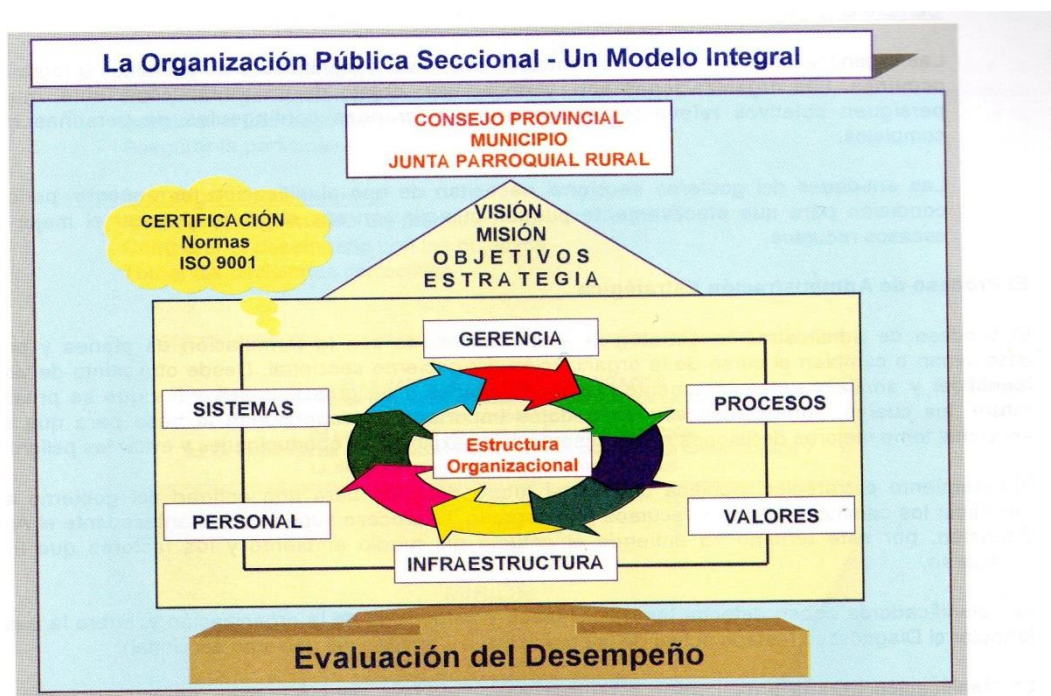 La Organización Pública Seccional - Un Modelo Integral
CONSEJO PROVINCIAL
MUNICIPIO
JUNTA PARROQUIAL RURAL
CERTIFICACIÓN
Normas
ISO 9001
VISIÓN
MISIÓN
OBJETIVOS
ESTRATEGIA
GERENCIA
SISTEMAS
PROCESOS
Estructura
Organizacional
PERSONAL
VALORES
INFRAESTRUCTURA
Evaluación del Desempeño